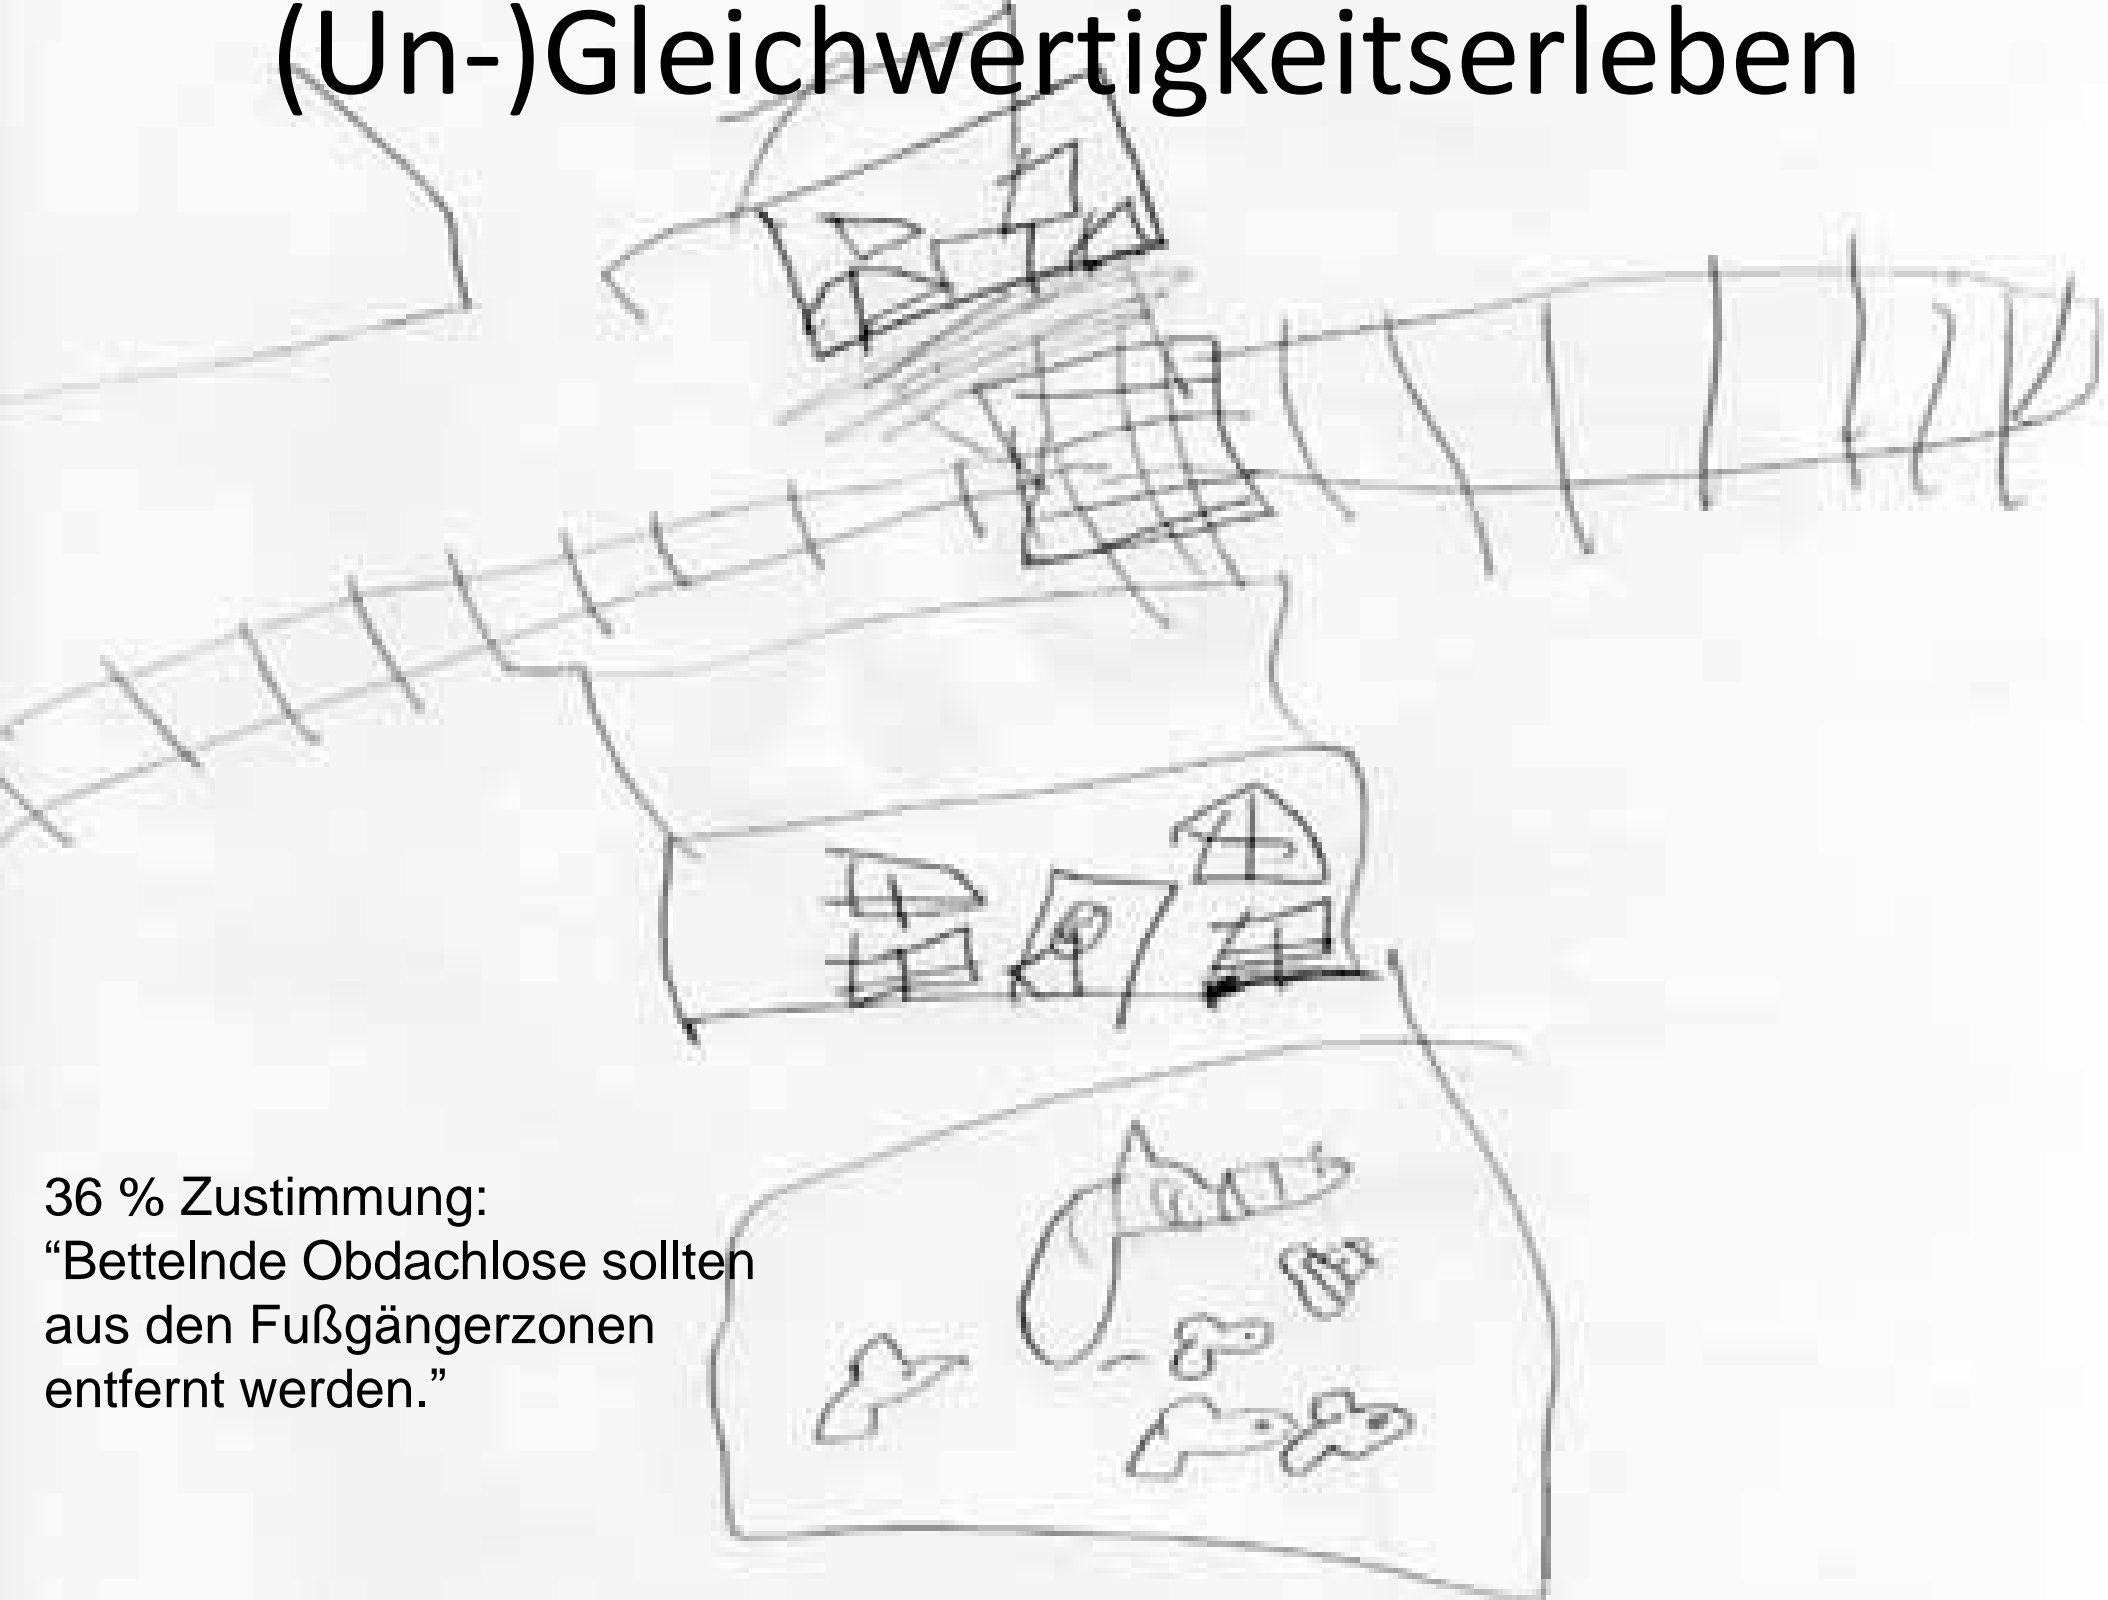 (Un-)Gleichwertigkeitserleben
36 % Zustimmung:
“Bettelnde Obdachlose sollten
aus den Fußgängerzonen
entfernt werden.”